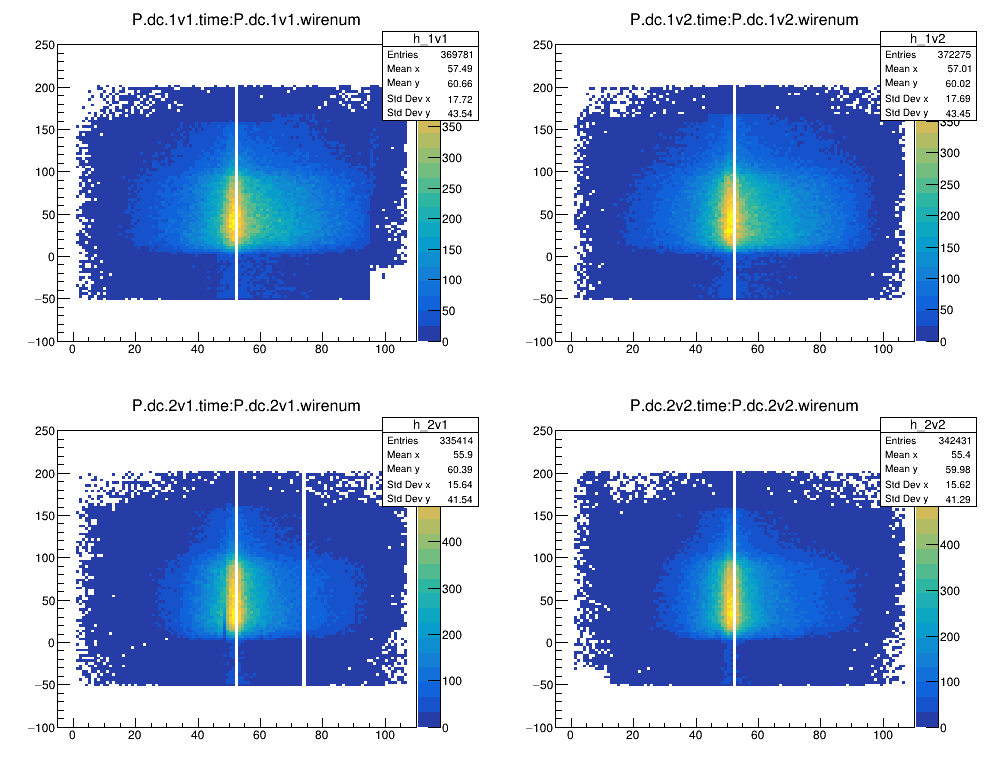 P.dc.1v1.time:P.dc.1v1.wirenum
h_1v1
Entries 369781
Mean x 57.49
Mean y 60.66
Std Dev x 17.72
Std Dev y 43.54
250
200
150
100
50
0
−50
−100
0 20 40 60 80 100
350
300
250
200
150
100
50
0
P.dc.1v2.time:P.dc.1v2.wirenum
h_1v2
Entries 372275
Mean x 57.01
Mean y 60.02
Std Dev x 17.69
Std Dev y 43.45
250
200
150
100
50
0
−50
−100
0 20 40 60 80 100
350
300
250
200
150
100
50
0
P.dc.2v1.time:P.dc.2v1.wirenum
h_2v1
Entries 335414
Mean x 55.9
Mean y 60.39
Std Dev x 15.64
Std Dev y 41.54
250
200
150
100
50
0
−50
−100
0 20 40 60 80 100
400
300
200
100
0
P.dc.2v2.time:P.dc.2v2.wirenum
h_2v2
Entries 342431
Mean x 55.4
Mean y 59.98
Std Dev x 15.62
Std Dev y 41.29
250
200
150
100
50
0
−50
−100
0 20 40 60 80 100
400
300
200
100
0